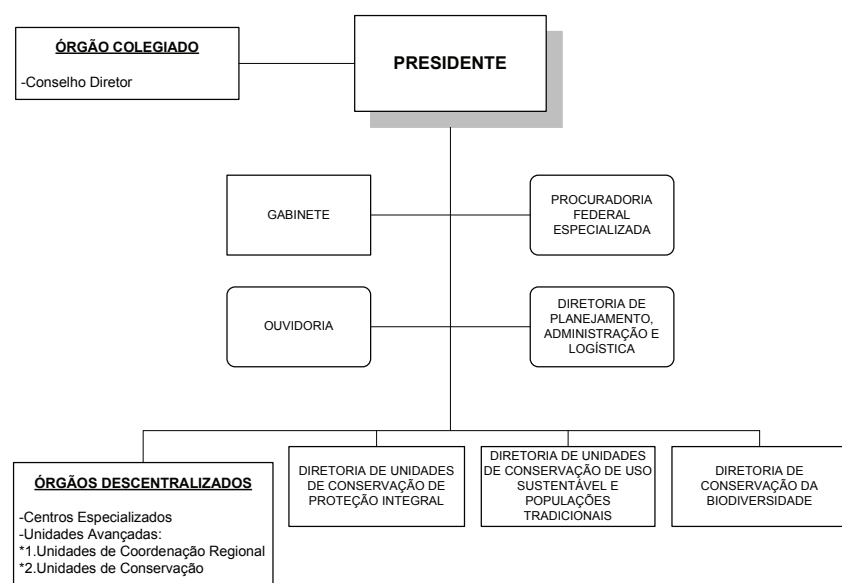 ÓRGÃO COLEGIADO
-Conselho Diretor
PRESIDENTE
GABINETE
PROCURADORIA
FEDERAL
ESPECIALIZADA
OUVIDORIA
DIRETORIA DE
PLANEJAMENTO,
ADMINISTRAÇÃO E
LOGÍSTICA
ÓRGÃOS DESCENTRALIZADOS
-Centros Especializados
-Unidades Avançadas:
*1.Unidades de Coordenação Regional
*2.Unidades de Conservação
DIRETORIA DE UNIDADES
DE CONSERVAÇÃO DE
PROTEÇÃO INTEGRAL
DIRETORIA DE UNIDADES
DE CONSERVAÇÃO DE USO
SUSTENTÁVEL E
POPULAÇÕES
TRADICIONAIS
DIRETORIA DE
CONSERVAÇÃO DA
BIODIVERSIDADE